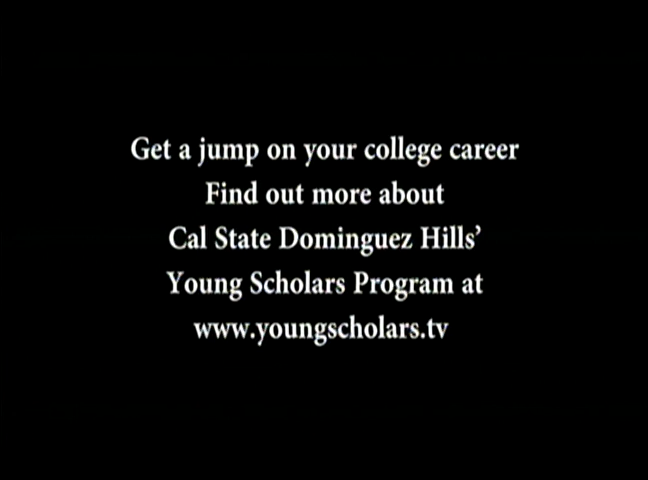 Get a jump on your college career
Find out more about
Cal State Dominguez Hills’
Young Scholars Program at
www.youngscholars.tv